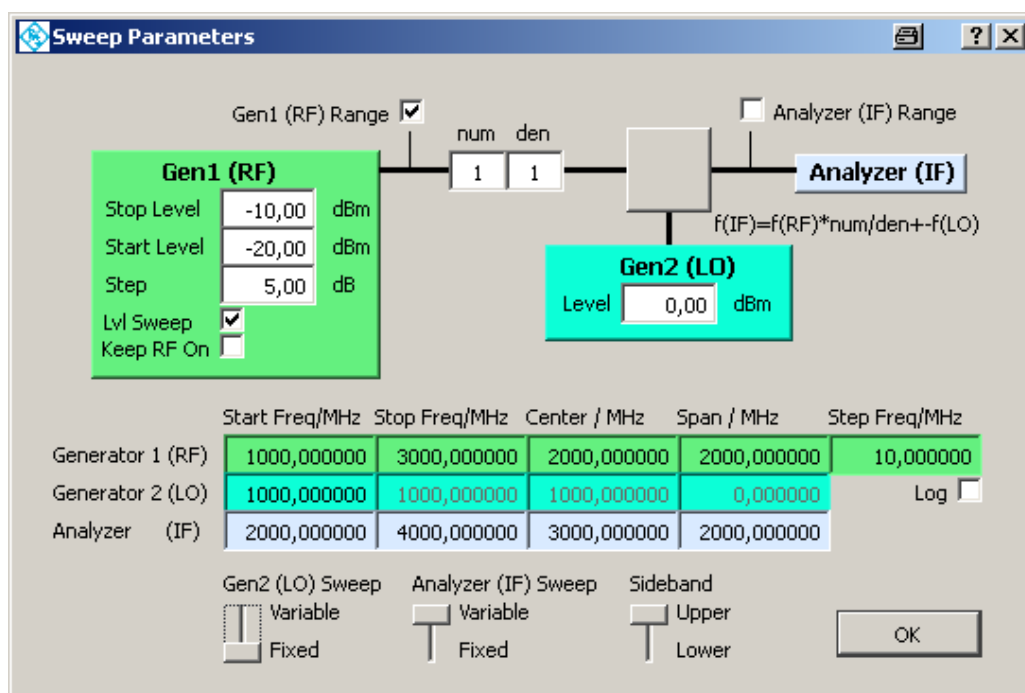 Sweep Parameters
Gen1 (RF) Range
Analyzer (IF) Range
num den
Gen1 (RF)
1 1
Analyzer (IF)
Stop Level -10,00 dBm
f(IF)=f(RF)*num/den+-f(LO)
Start Level -20,00 dBm
Gen2 (LO)
Step 5,00 dB
Level 0,00 dBm
Lvl Sweep
Keep RF On
Start Freq/MHz Stop Freq/MHz Center / MHz Span / MHz Step Freq/MHz
Generator 1 (RF) 1000,000000 3000,000000 2000,000000 2000,000000 10,000000
Generator 2 (LO) 1000,000000 1000,000000 1000,000000 0,000000 Log
Analyzer (IF) 2000,000000 4000,000000 3000,000000 2000,000000
Gen2 (LO) Sweep Analyzer (IF) Sweep Sideband
Variable Variable Upper
OK
Fixed Fixed Lower